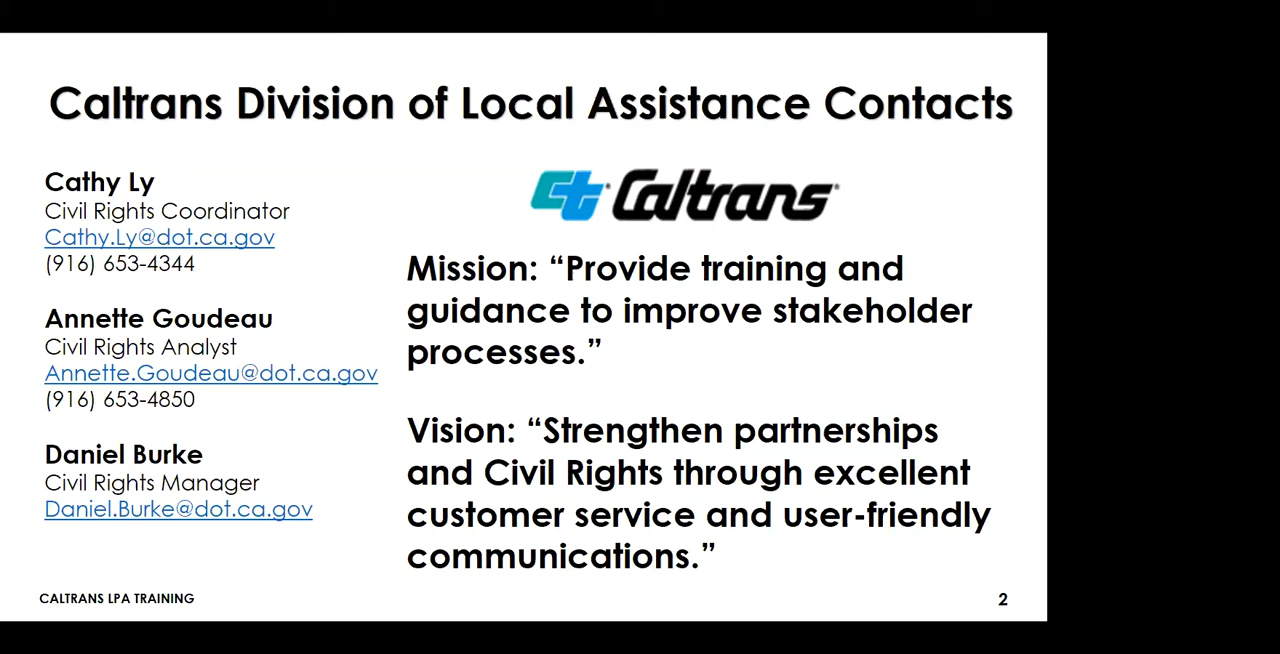 Caltrans Division of Local Assistance Contacts
Cathy Ly
Civil Rights Coordinator
Cathy.Ly@dot.ca.gov
(916) 653-4344
Annette Goudeau
Civil Rights Analyst
Annette.Goudeau@dot.ca.gov
(916) 653-4850
Daniel Burke
Civil Rights Manager
Daniel.Burke@dot.ca.gov
ct Caltrans
Mission: “Provide training and
guidance to improve stakeholder
processes.”
Vision: “Strengthen partnerships
and Civil Rights through excellent
customer service and user-friendly
communications.”
CALTRANS LPA TRAINING
2